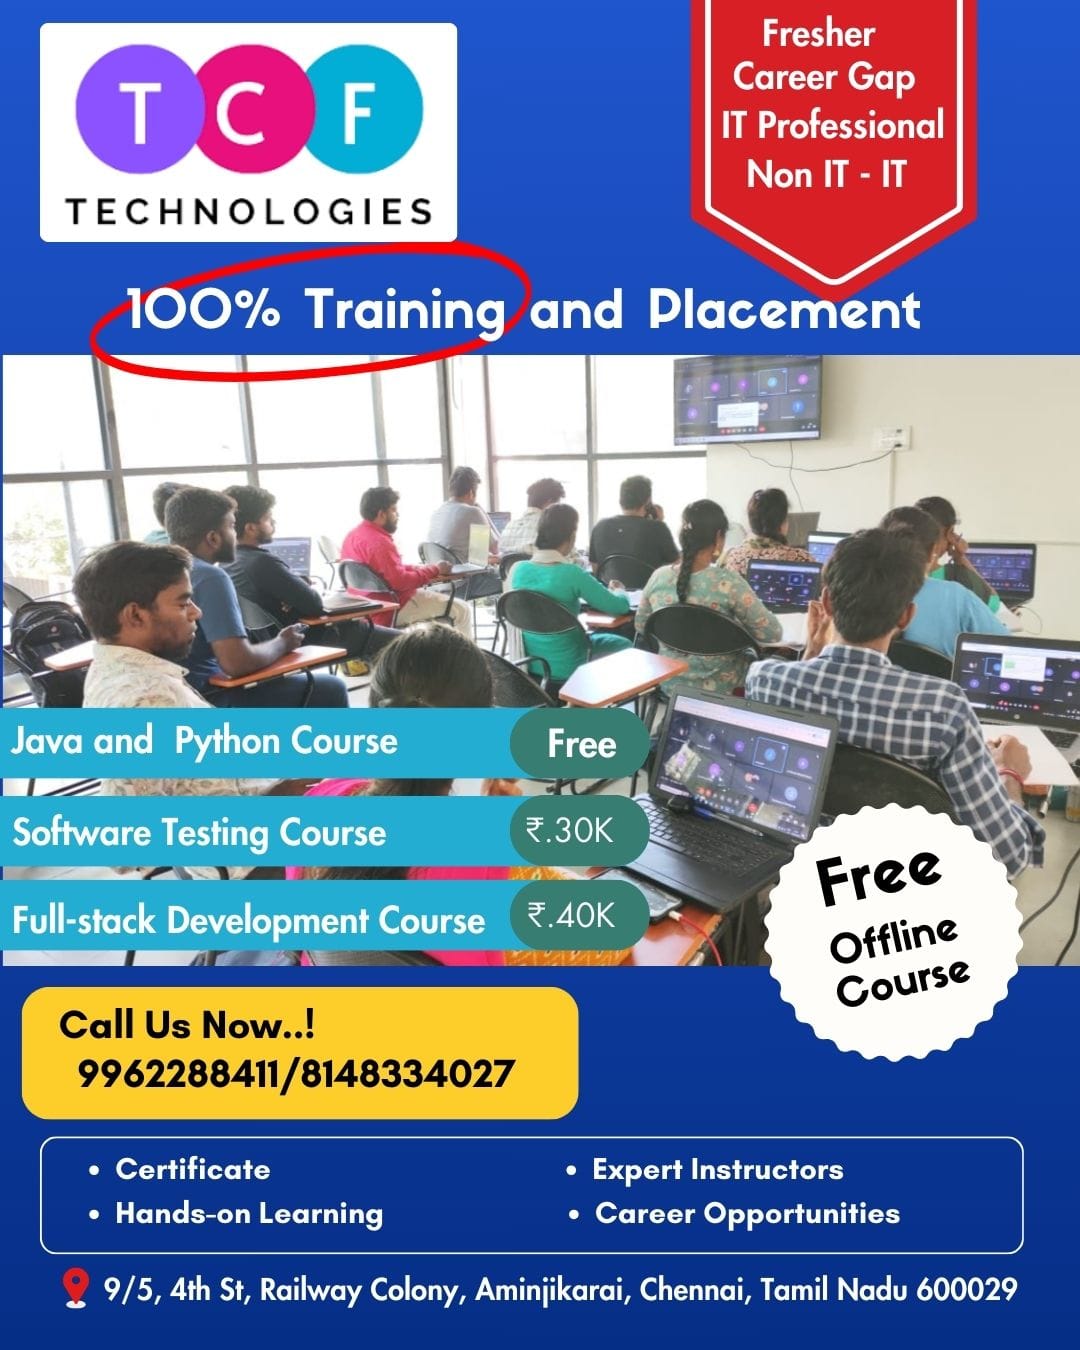 T C F
TECHNOLOGIES
Fresher
Career Gap
IT Professional
Non IT - IT
100% Training and Placement
Java and Python Course Free
Software Testing Course ₹.30K
Full-stack Development Course ₹.40K
Free
Offline
Course
Call Us Now..!
9962288411/8148334027
• Certificate
• Hands-on Learning
• Expert Instructors
• Career Opportunities
9/5, 4th St, Railway Colony, Aminjikarai, Chennai, Tamil Nadu 600029